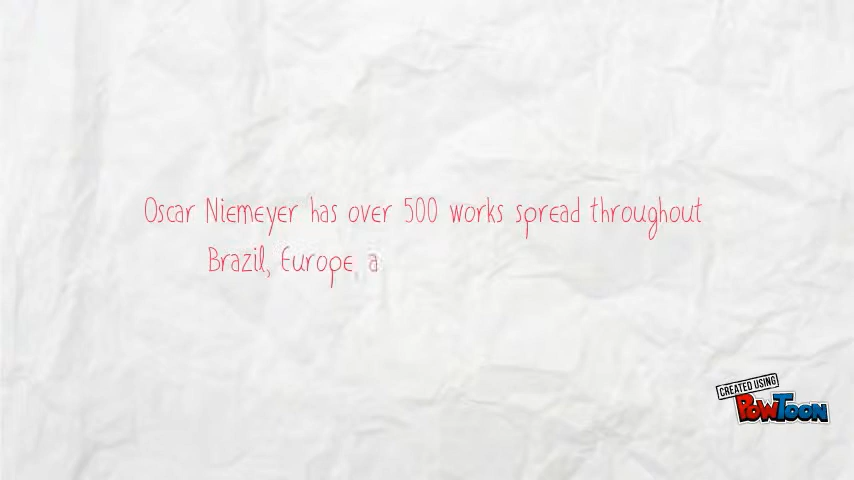 Oscar Niemeyer has over 500 works spread throughout
Brazil, Europe a
CREATED USING
POWTOON